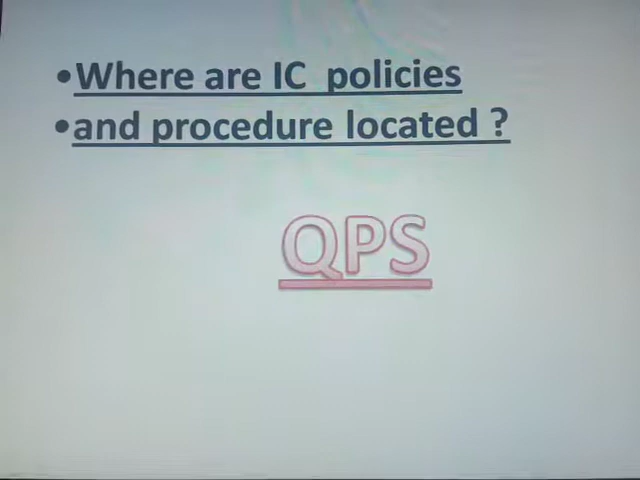 •Where are IC policies
•and procedure located ?
QPS